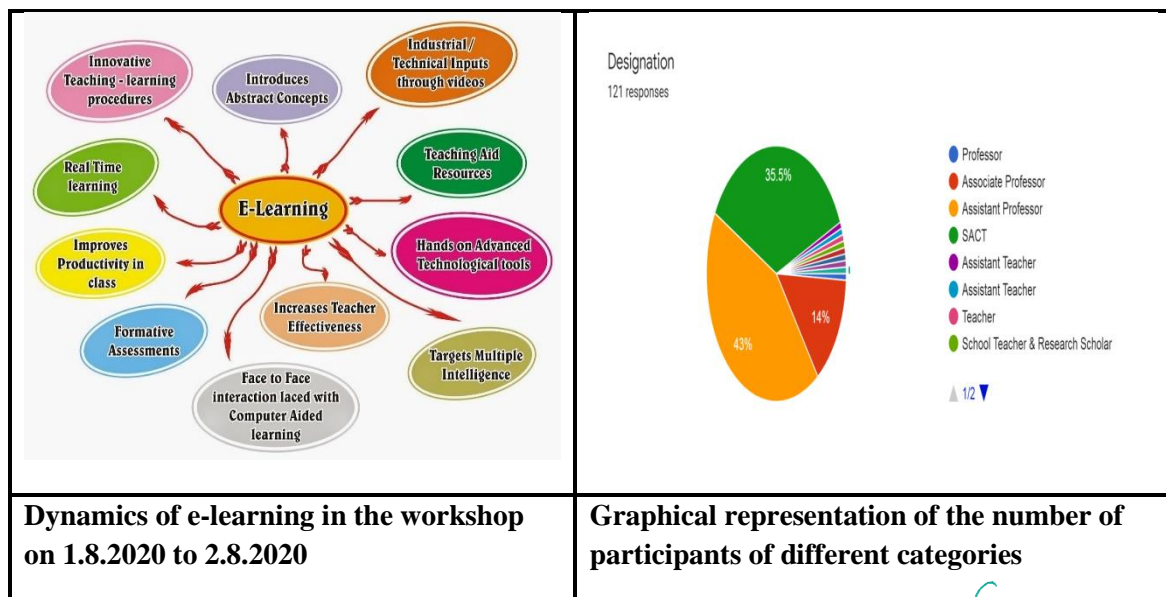 Innovative
Teaching - learning
procedures
Introduces
Abstract Concepts
Industrial /
Technical Inputs
through videos
Real Time
learning
Teaching Aid
Resources
E-Learning
Improves
Productivity in
class
Hands on Advanced
Technological tools
Formative
Assessments
Increases Teacher
Effectiveness
Targets Multiple
Intelligence
Face to Face
interaction laced with
Computer Aided
learning
Dynamics of e-learning in the workshop
on 1.8.2020 to 2.8.2020
Designation
121 responses
35.5%
43%
14%
Professor
Associate Professor
Assistant Professor
SACT
Assistant Teacher
Assistant Teacher
Teacher
School Teacher & Research Scholar
1/2
Graphical representation of the number of
participants of different categories